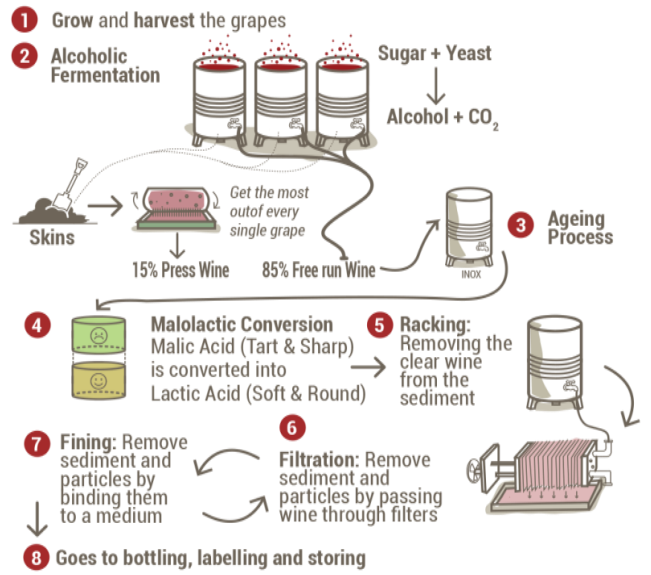 1 Grow and harvest the grapes
2 Alcoholic
Fermentation
Sugar + Yeast
Alcohol + CO₂
Skins
Get the most
outof every
single grape
15% Press Wine
85% Free run Wine
INOX
3 Ageing
Process
4 Malolactic Conversion
Malic Acid (Tart & Sharp)
is converted into
Lactic Acid (Soft & Round)
5 Racking:
Removing the
clear wine
from the
sediment
6
Filtration: Remove
sediment and
particles by passing
wine through filters
7 Fining: Remove
sediment and
particles by
binding them
to a medium
8 Goes to bottling, labelling and storing